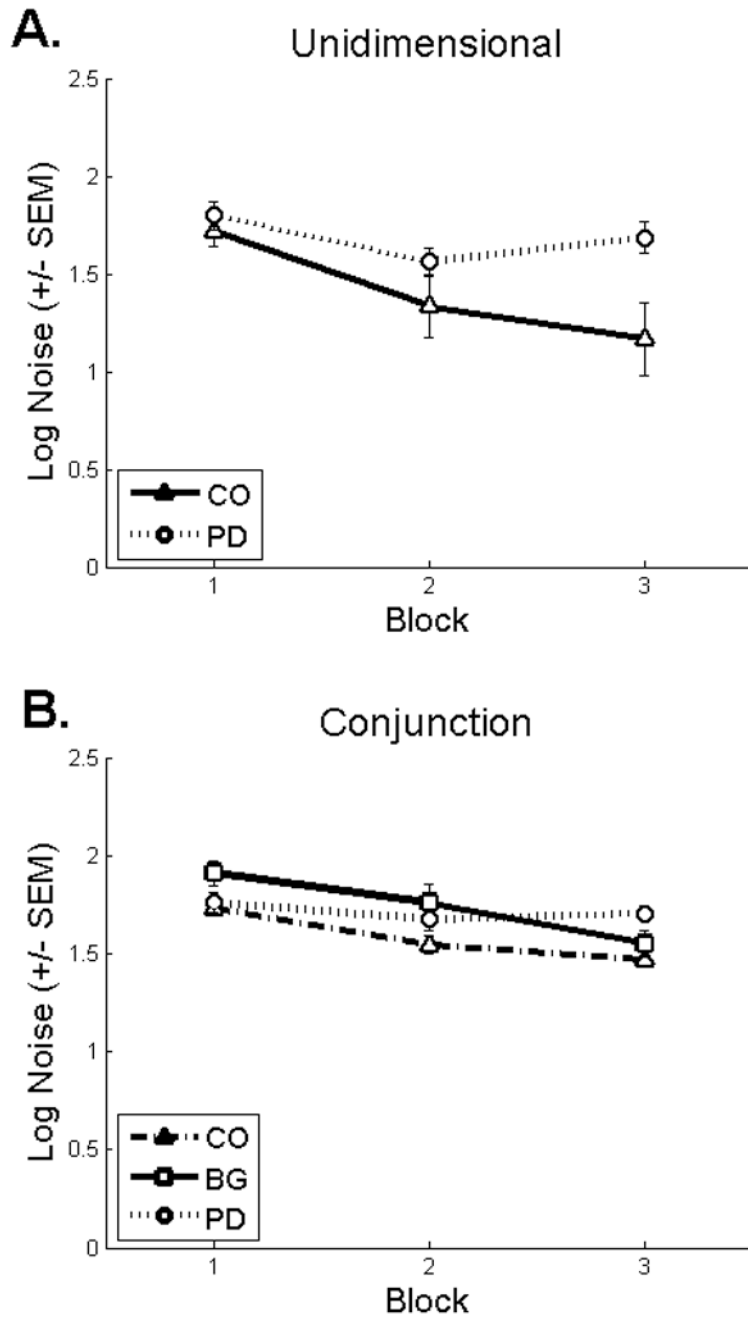 A.
Unidimensional
2.5
2
1.5
1
0.5
0
Log Noise (+/- SEM)
CO
PD
1 2 3
Block
B.
Conjunction
2.5
2
1.5
1
0.5
0
Log Noise (+/- SEM)
CO
BG
PD
1 2 3
Block